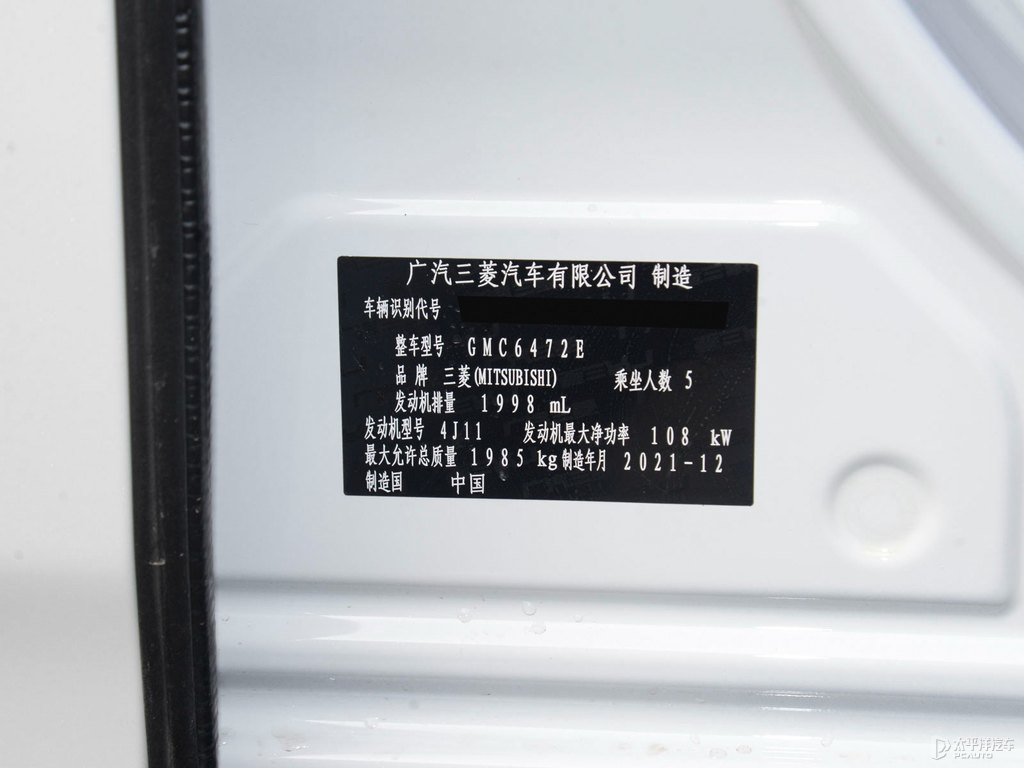 广汽三菱汽车有限公司 制造
车辆识别代号
整车型号 GMC6472E
品 牌 三菱(MITSUBISHI) 乘坐人数 5
发动机排量 1998 mL
发动机型号 4J11 发动机最大净功率 108 kW
最大允许总质量 1985 kg 制造年月 2021-12
制造国 中国
太平洋汽车
PCAUTO